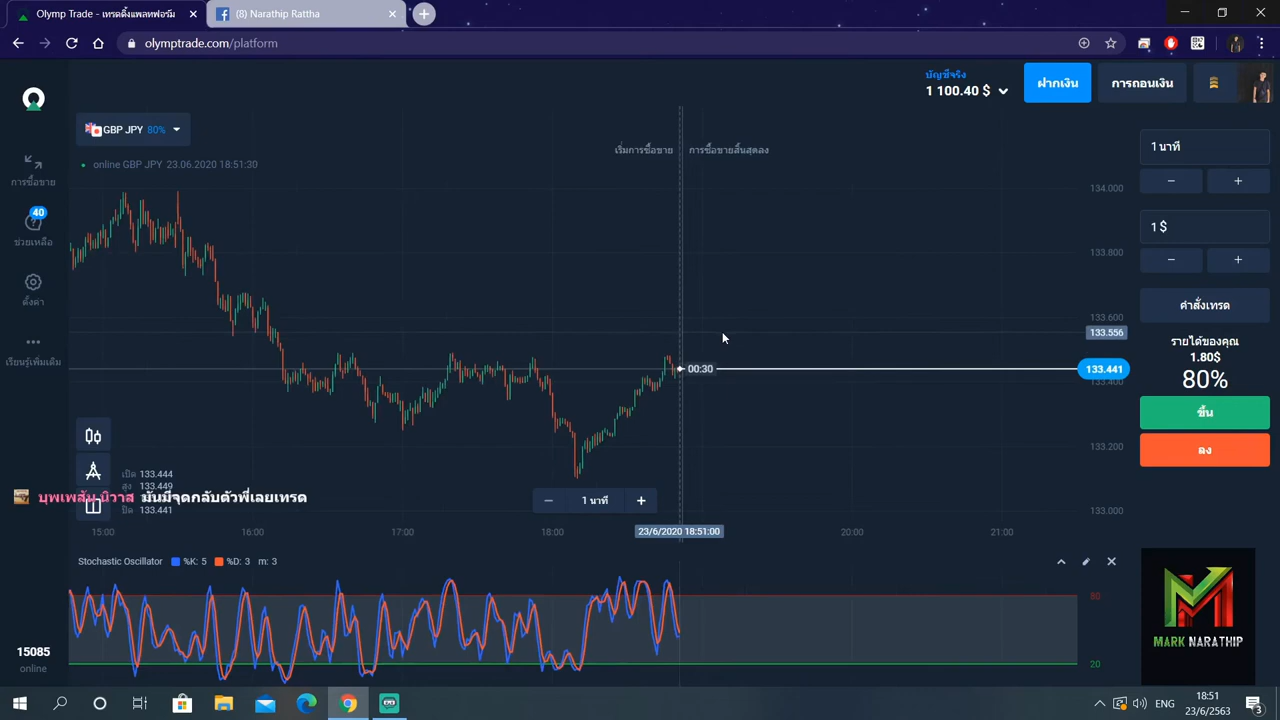 Olymp Trade - เทรดดิ้งแพลทฟอร์ม
(8) Narathip Rattha
olymptrade.com/platform
บัญชีจริง
1 100.40 $
ฝากเงิน
การถอนเงิน
GBP JPY 80%
เริ่มการซื้อขาย
การซื้อขายสิ้นสุดลง
online GBP JPY 23.06.2020 18:51:30
การซื้อขาย
40
ช่วยเหลือ
ตั้งค่า
เรียนรู้เพิ่มเติม
1 นาที
− +
1 $
− +
คำสั่งเทรด
รายได้ของคุณ
1.80$
80%
ขึ้น
ลง
134.000
133.800
133.600
133.556
133.441
133.400
133.200
133.000
00:30
เปิด 133.444
สูง 133.449
ปิด 133.441
บุพเพสัน นิวาส มันมีจุดกลับตัวพี่เลยเทรด
− 1 นาที +
15:00 16:00 17:00 18:00 23/6/2020 18:51:00 20:00 21:00
Stochastic Oscillator %K: 5 %D: 3 m: 3
80
20
15085
online
MARK NARATHIP
ENG
18:51
23/6/2563
3